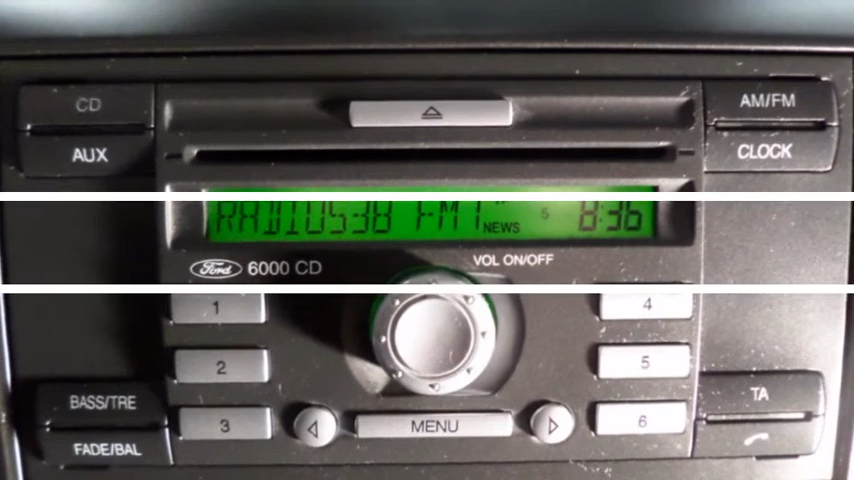 CD
AM/FM
AUX
CLOCK
RADIO538 FM1 NEWS 5 8:36
Ford 6000 CD
VOL ON/OFF
1
4
2
5
BASS/TRE
TA
3
MENU
6
FADE/BAL